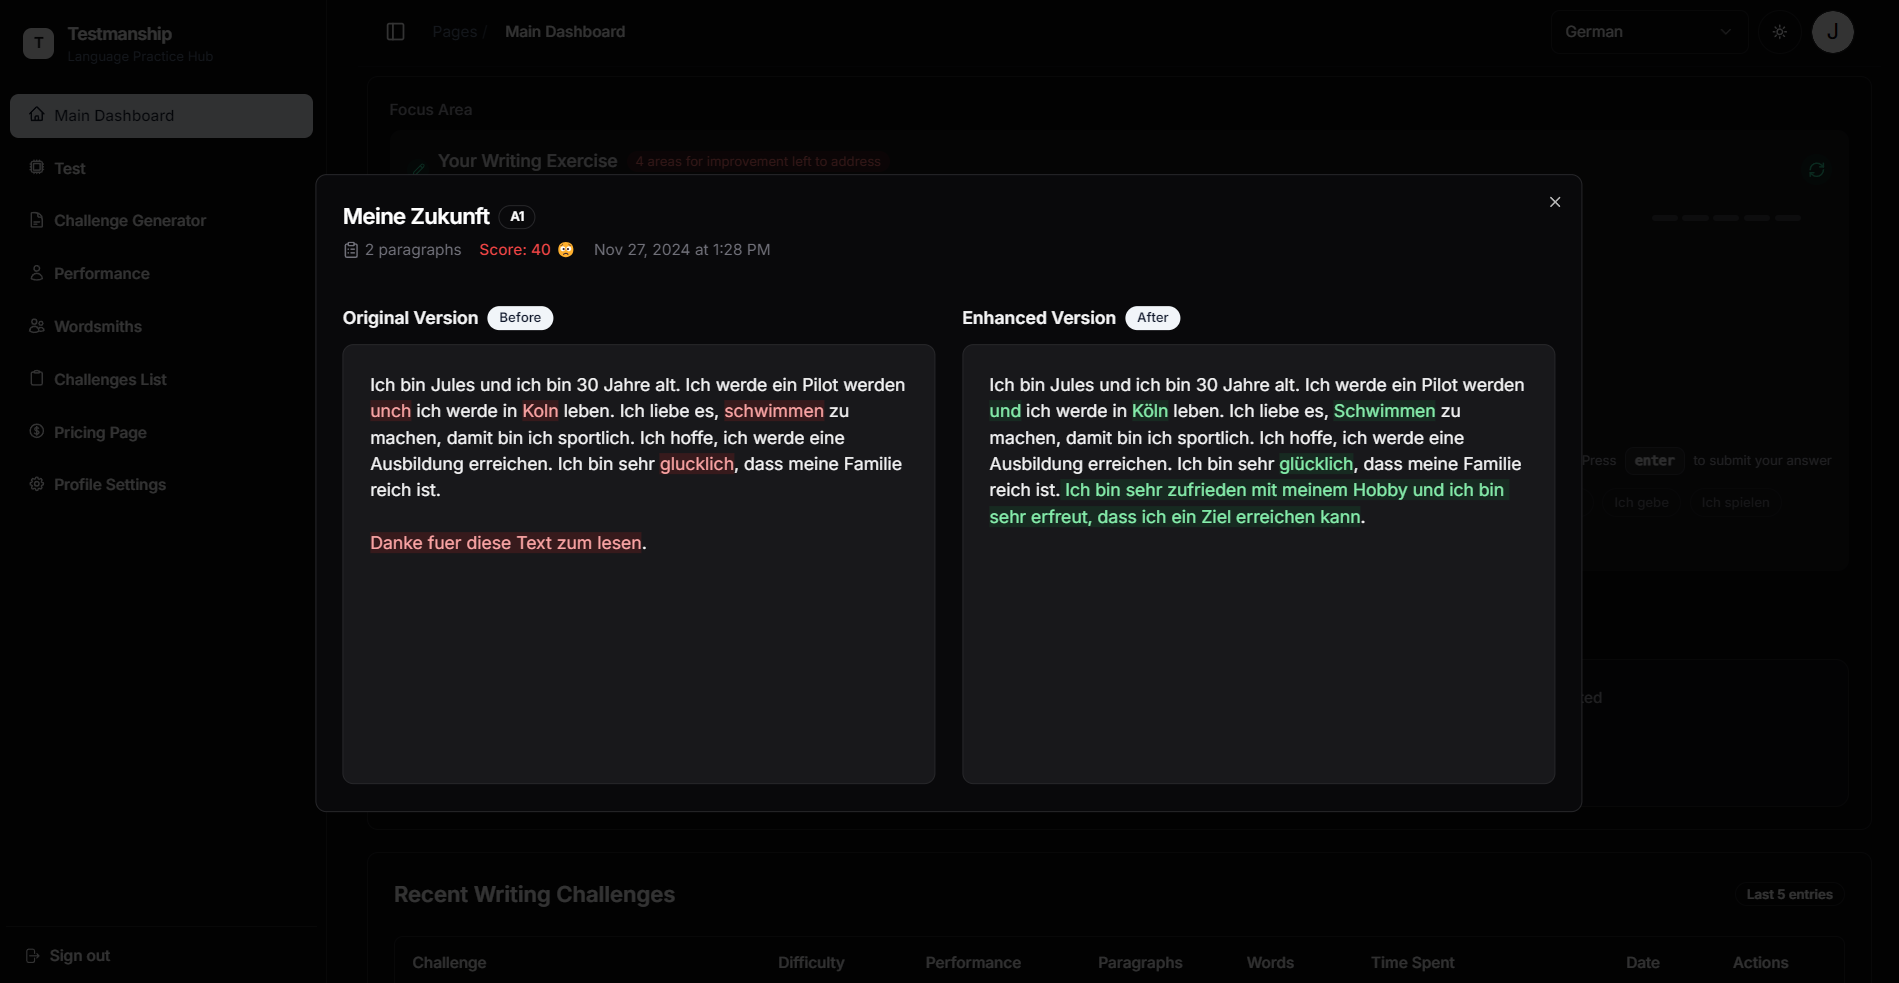 T
Testmanship
Language Practice Hub
Main Dashboard
Test
Challenge Generator
Performance
Wordsmiths
Challenges List
Pricing Page
Profile Settings
Sign out
Pages / Main Dashboard
German
J
Focus Area
Your Writing Exercise 4 areas for improvement left to address
Meine Zukunft A1
2 paragraphs Score: 40 😳 Nov 27, 2024 at 1:28 PM
Original Version Before
Ich bin Jules und ich bin 30 Jahre alt. Ich werde ein Pilot werden
unch ich werde in Koln leben. Ich liebe es, schwimmen zu
machen, damit bin ich sportlich. Ich hoffe, ich werde eine
Ausbildung erreichen. Ich bin sehr glucklich, dass meine Familie
reich ist.
Danke fuer diese Text zum lesen.
Enhanced Version After
Ich bin Jules und ich bin 30 Jahre alt. Ich werde ein Pilot werden
und ich werde in Köln leben. Ich liebe es, Schwimmen zu
machen, damit bin ich sportlich. Ich hoffe, ich werde eine
Ausbildung erreichen. Ich bin sehr glücklich, dass meine Familie
reich ist. Ich bin sehr zufrieden mit meinem Hobby und ich bin
sehr erfreut, dass ich ein Ziel erreichen kann.
Press enter to submit your answer
Ich gebe Ich spielen
Recent Writing Challenges
Last 5 entries
Challenge Difficulty Performance Paragraphs Words Time Spent Date Actions